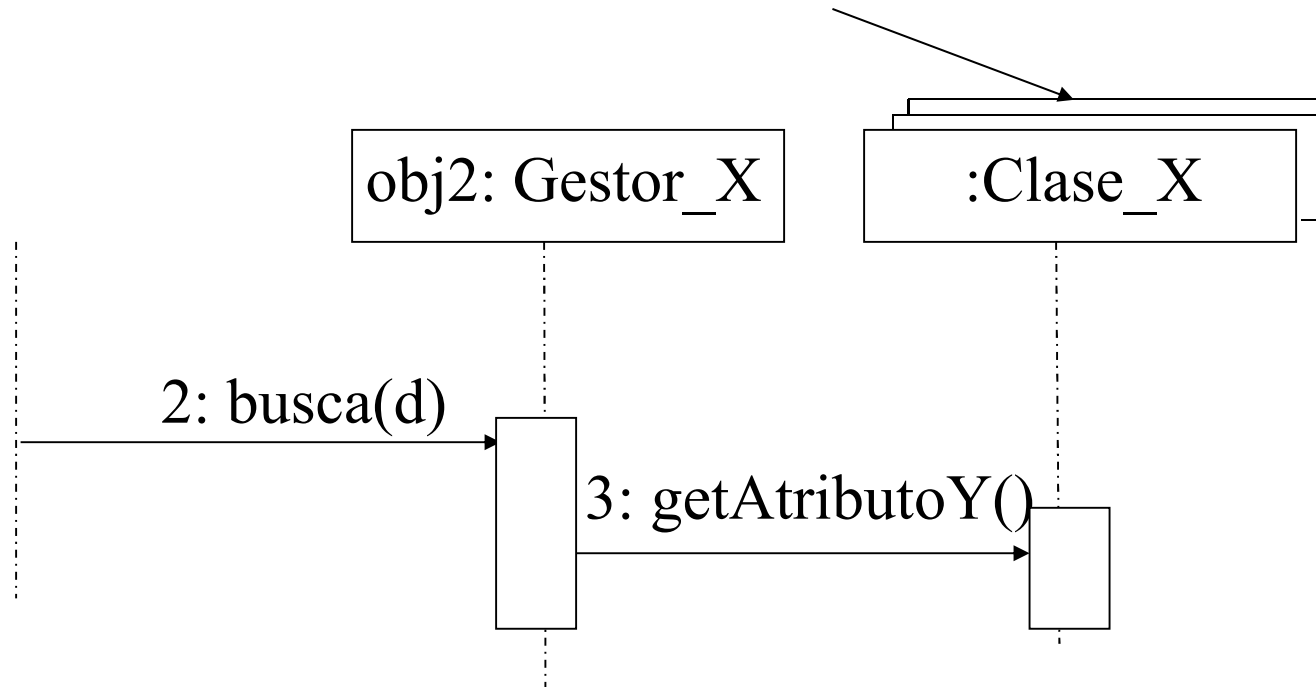 obj2: Gestor_X
:Clase_X
2: busca(d)
3: getAtributoY()